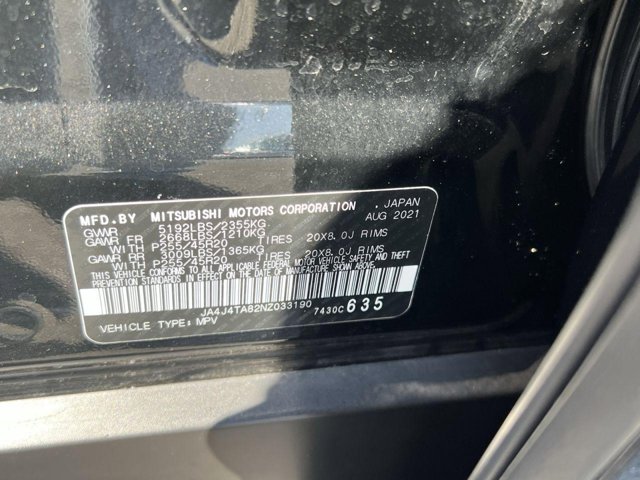 MFD.BY MITSUBISHI MOTORS CORPORATION . JAPAN
GVWR 5192LBS/2355KG AUG 2021
GAWR FR 2668LBS/1210KG
WITH P255/45R20 TIRES 20X8.0J RIMS
GAWR RR 3009LBS/1365KG
WITH P255/45R20 TIRES 20X8.0J RIMS
THIS VEHICLE CONFORMS TO ALL APPLICABLE FEDERAL MOTOR VEHICLE SAFETY AND
THEFT PREVENTION STANDARDS IN EFFECT ON THE DATE OF MANUFACTURE SHOWN ABOVE.
JA4J4TA82NZ033190 7430C 635
VEHICLE TYPE: MPV